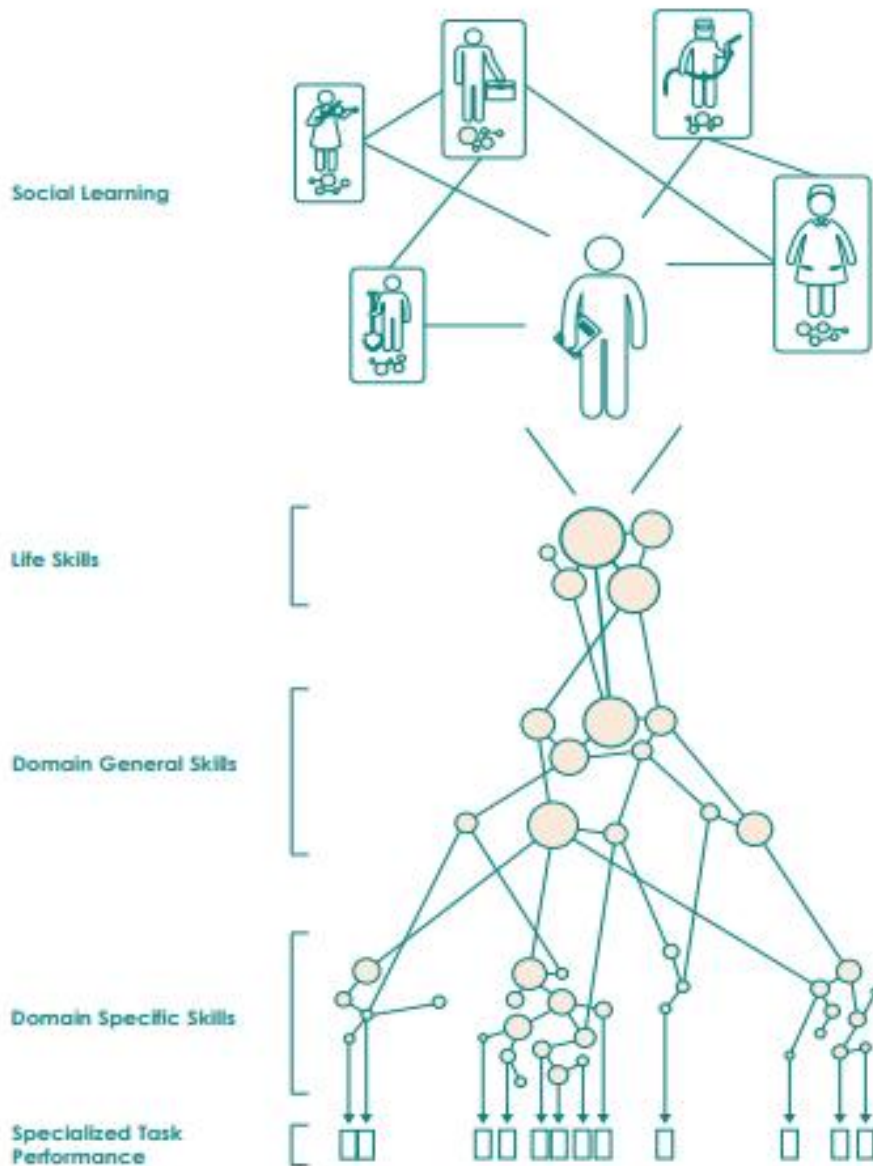 Social Learning
Life Skills
Domain General Skills
Domain Specific Skills
Specialized Task
Performance